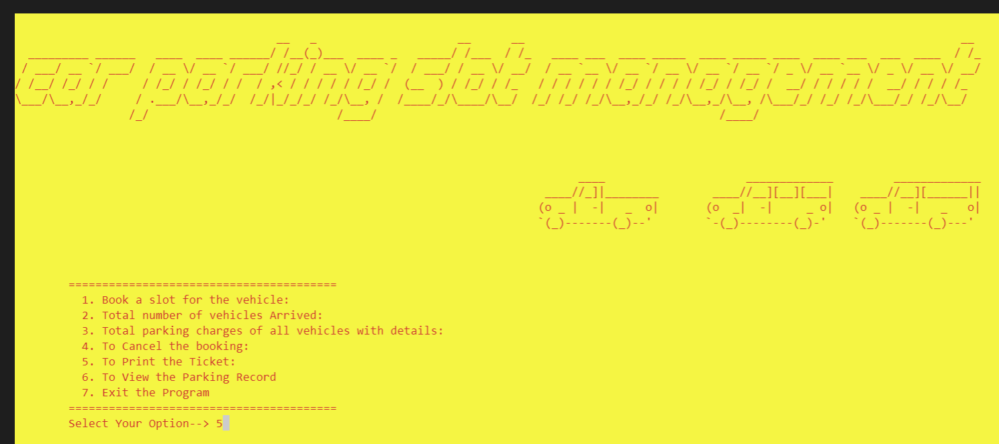 car parking slot management
========================================
1. Book a slot for the vehicle:
2. Total number of vehicles Arrived:
3. Total parking charges of all vehicles with details:
4. To Cancel the booking:
5. To Print the Ticket:
6. To View the Parking Record
7. Exit the Program
========================================
Select Your Option--> 5